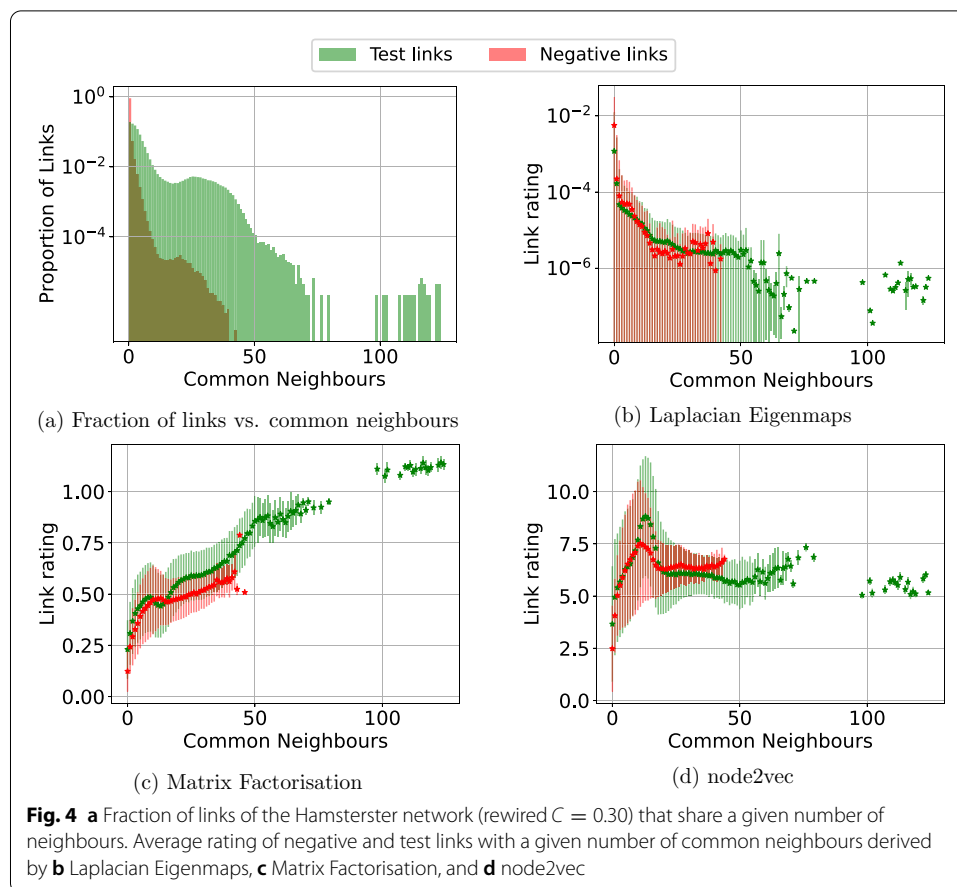 Test links
Negative links
10^0
10^-2
10^-4
Proportion of Links
0 50 100
Common Neighbours
(a) Fraction of links vs. common neighbours
10^-2
10^-4
10^-6
Link rating
0 50 100
Common Neighbours
(b) Laplacian Eigenmaps
1.00
0.75
0.50
0.25
0.00
Link rating
0 50 100
Common Neighbours
(c) Matrix Factorisation
10.0
7.5
5.0
2.5
0.0
Link rating
0 50 100
Common Neighbours
(d) node2vec
Fig. 4 a Fraction of links of the Hamsterster network (rewired C = 0.30) that share a given number of
neighbours. Average rating of negative and test links with a given number of common neighbours derived
by b Laplacian Eigenmaps, c Matrix Factorisation, and d node2vec